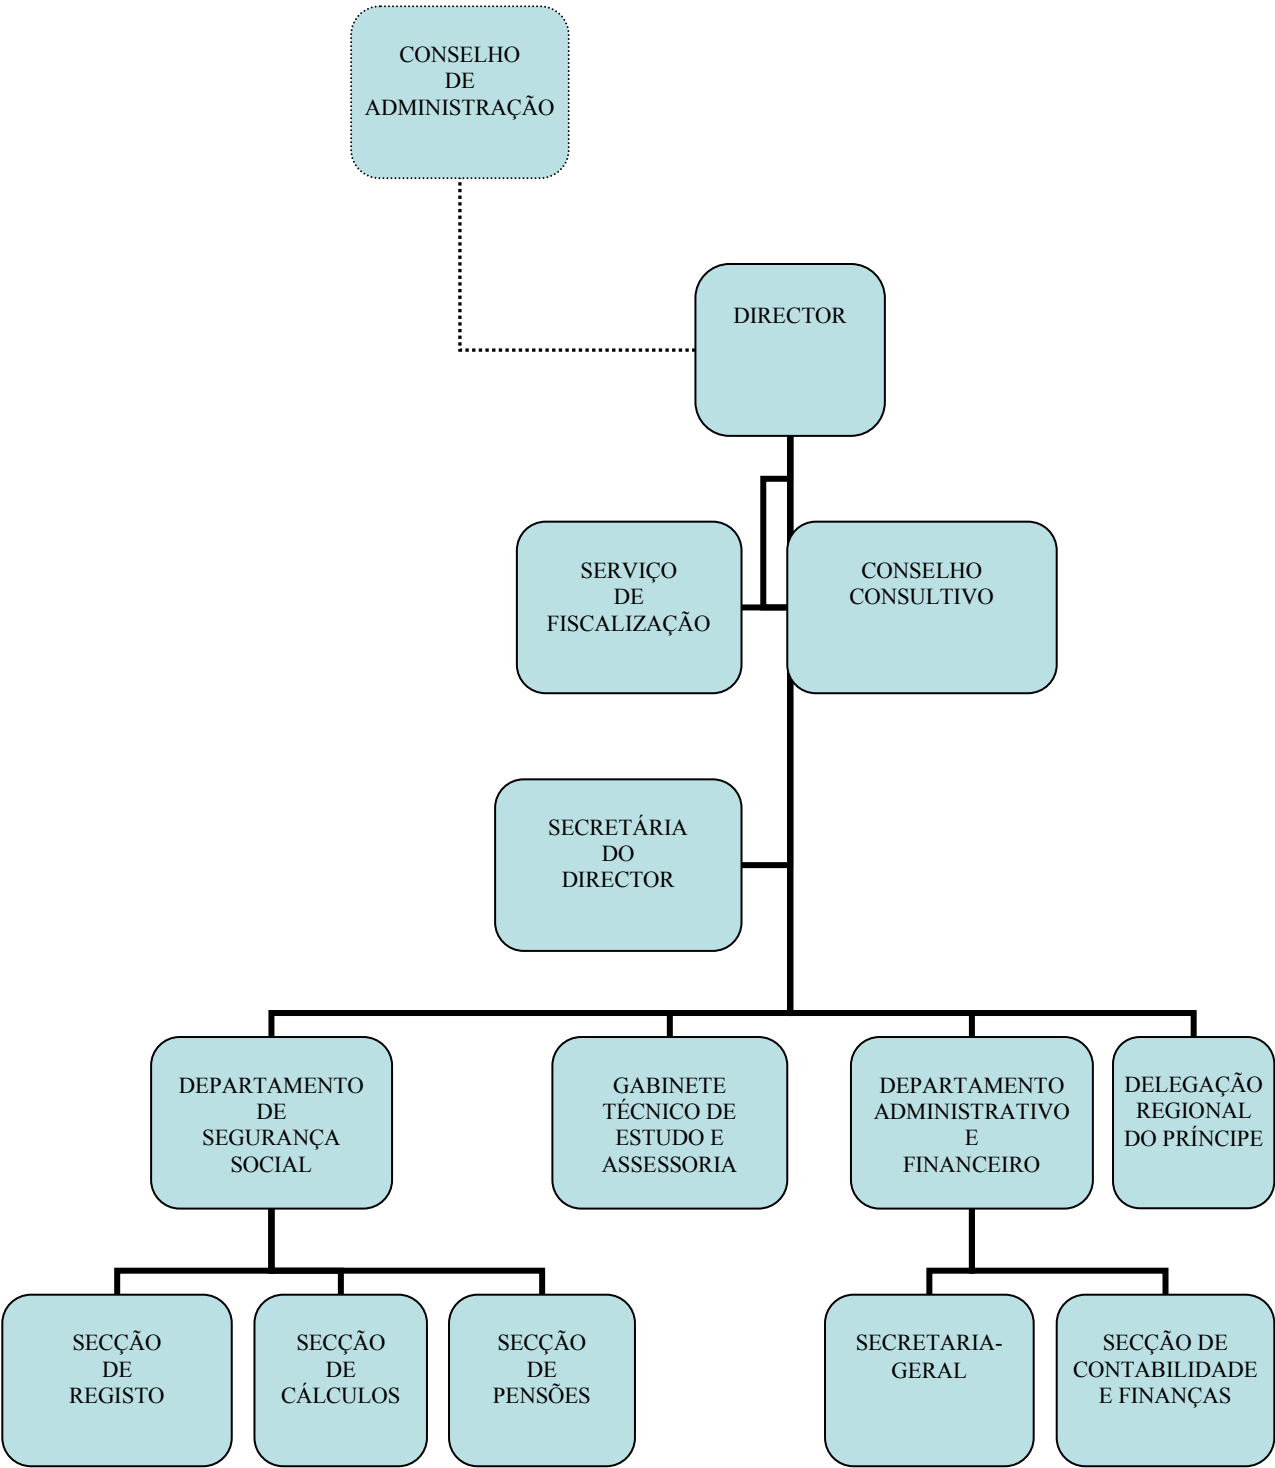 CONSELHO
DE
ADMINISTRAÇÃO
DIRECTOR
SERVIÇO
DE
FISCALIZAÇÃO
CONSELHO
CONSULTIVO
SECRETÁRIA
DO
DIRECTOR
DEPARTAMENTO
DE
SEGURANÇA
SOCIAL
GABINETE
TÉCNICO DE
ESTUDO E
ASSESSORIA
DEPARTAMENTO
ADMINISTRATIVO
E
FINANCEIRO
DELEGAÇÃO
REGIONAL
DO PRÍNCIPE
SECÇÃO
DE
REGISTO
SECÇÃO
DE
CÁLCULOS
SECÇÃO
DE
PENSÕES
SECRETARIA-
GERAL
SECÇÃO DE
CONTABILIDADE
E FINANÇAS